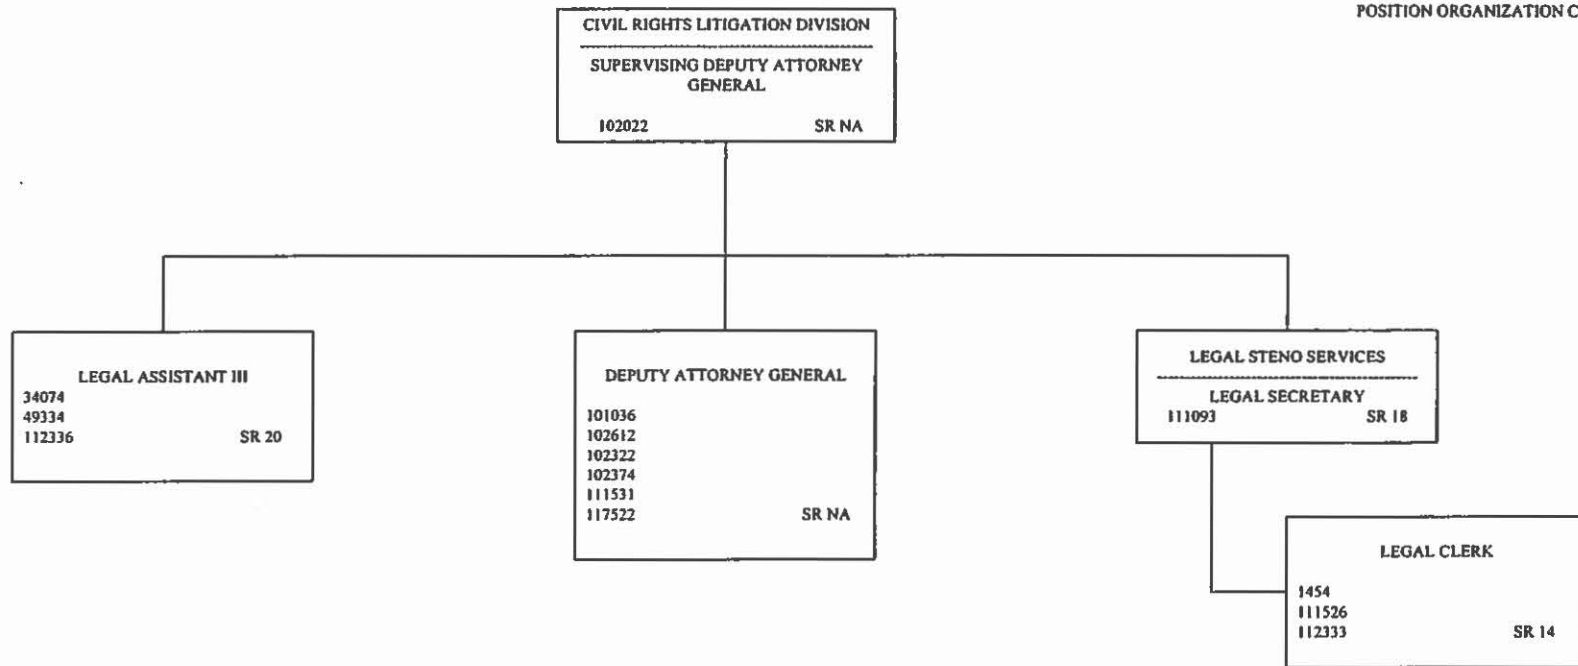 POSITION ORGANIZATION C
CIVIL RIGHTS LITIGATION DIVISION
SUPERVISING DEPUTY ATTORNEY
GENERAL
102022 SR NA
LEGAL ASSISTANT III
34074
49334
112336 SR 20
DEPUTY ATTORNEY GENERAL
101036
102612
102322
102374
111531
117522 SR NA
LEGAL STENO SERVICES
LEGAL SECRETARY
111093 SR 18
LEGAL CLERK
1454
111526
112333 SR 14